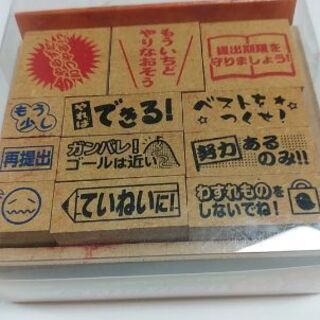 もういちど
やりなおそう
提出期限を
守りましょう!
もう
少し
やれば
できる!
ベストを
つくせ!
再提出
ガンバレ!
ゴールは近い
努力
あるのみ!!
ていねいに!
わすれものを
しないでね!